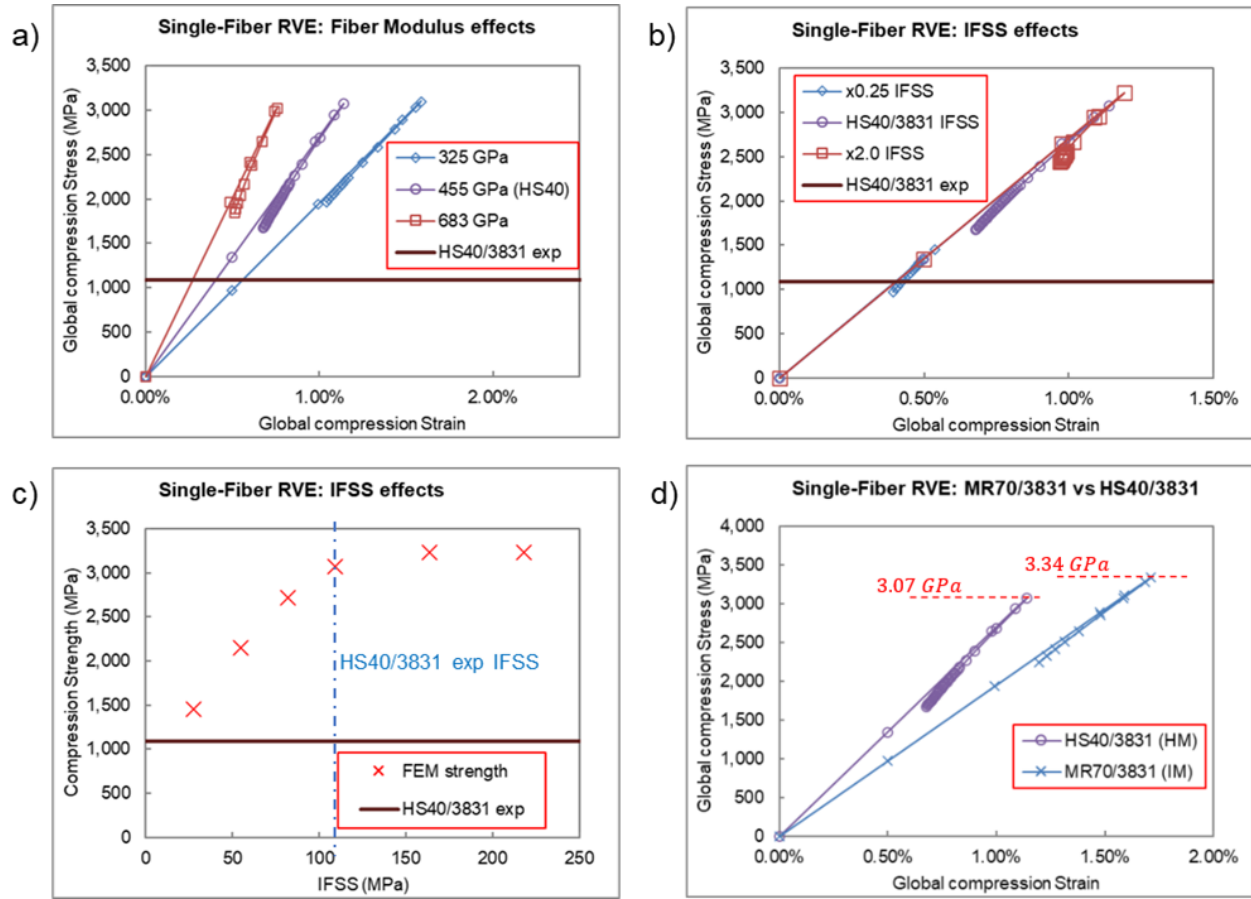 a)
Single-Fiber RVE: Fiber Modulus effects
Global compression Stress (MPa)
3,500
3,000
2,500
2,000
1,500
1,000
500
0
325 GPa
455 GPa (HS40)
683 GPa
HS40/3831 exp
0.00%
1.00%
2.00%
Global compression Strain
b)
Single-Fiber RVE: IFSS effects
Global compression Stress (MPa)
3,500
3,000
2,500
2,000
1,500
1,000
500
0
x0.25 IFSS
HS40/3831 IFSS
x2.0 IFSS
HS40/3831 exp
0.00%
0.50%
1.00%
1.50%
Global compression Strain
c)
Single-Fiber RVE: IFSS effects
Compression Strength (MPa)
3,500
3,000
2,500
2,000
1,500
1,000
500
0
HS40/3831 exp IFSS
FEM strength
HS40/3831 exp
0
50
100
150
200
250
IFSS (MPa)
d)
Single-Fiber RVE: MR70/3831 vs HS40/3831
Global compression Stress (MPa)
4,000
3,500
3,000
2,500
2,000
1,500
1,000
500
0
3.07 GPa
3.34 GPa
HS40/3831 (HM)
MR70/3831 (IM)
0.00%
0.50%
1.00%
1.50%
2.00%
Global compression Strain